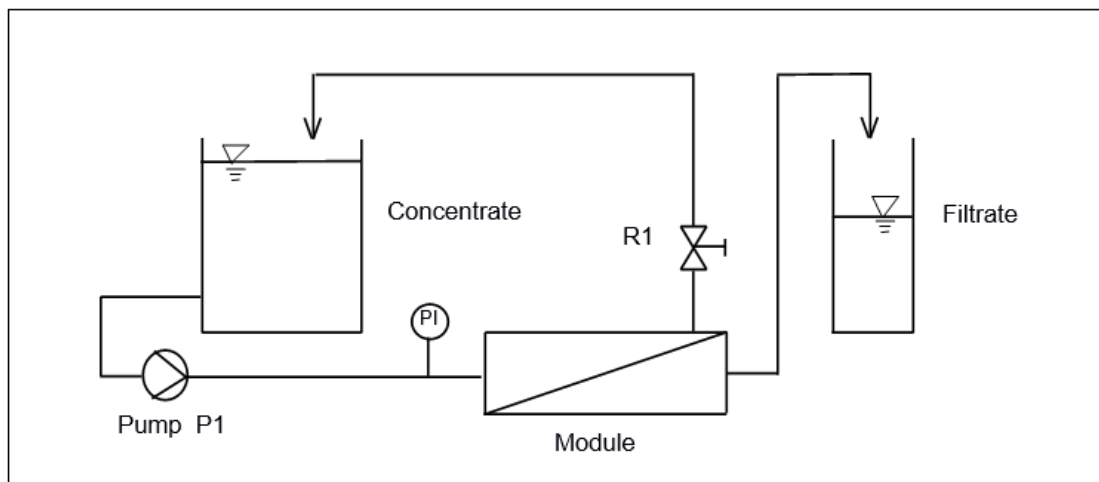 Concentrate
Filtrate
R1
PI
Pump P1
Module